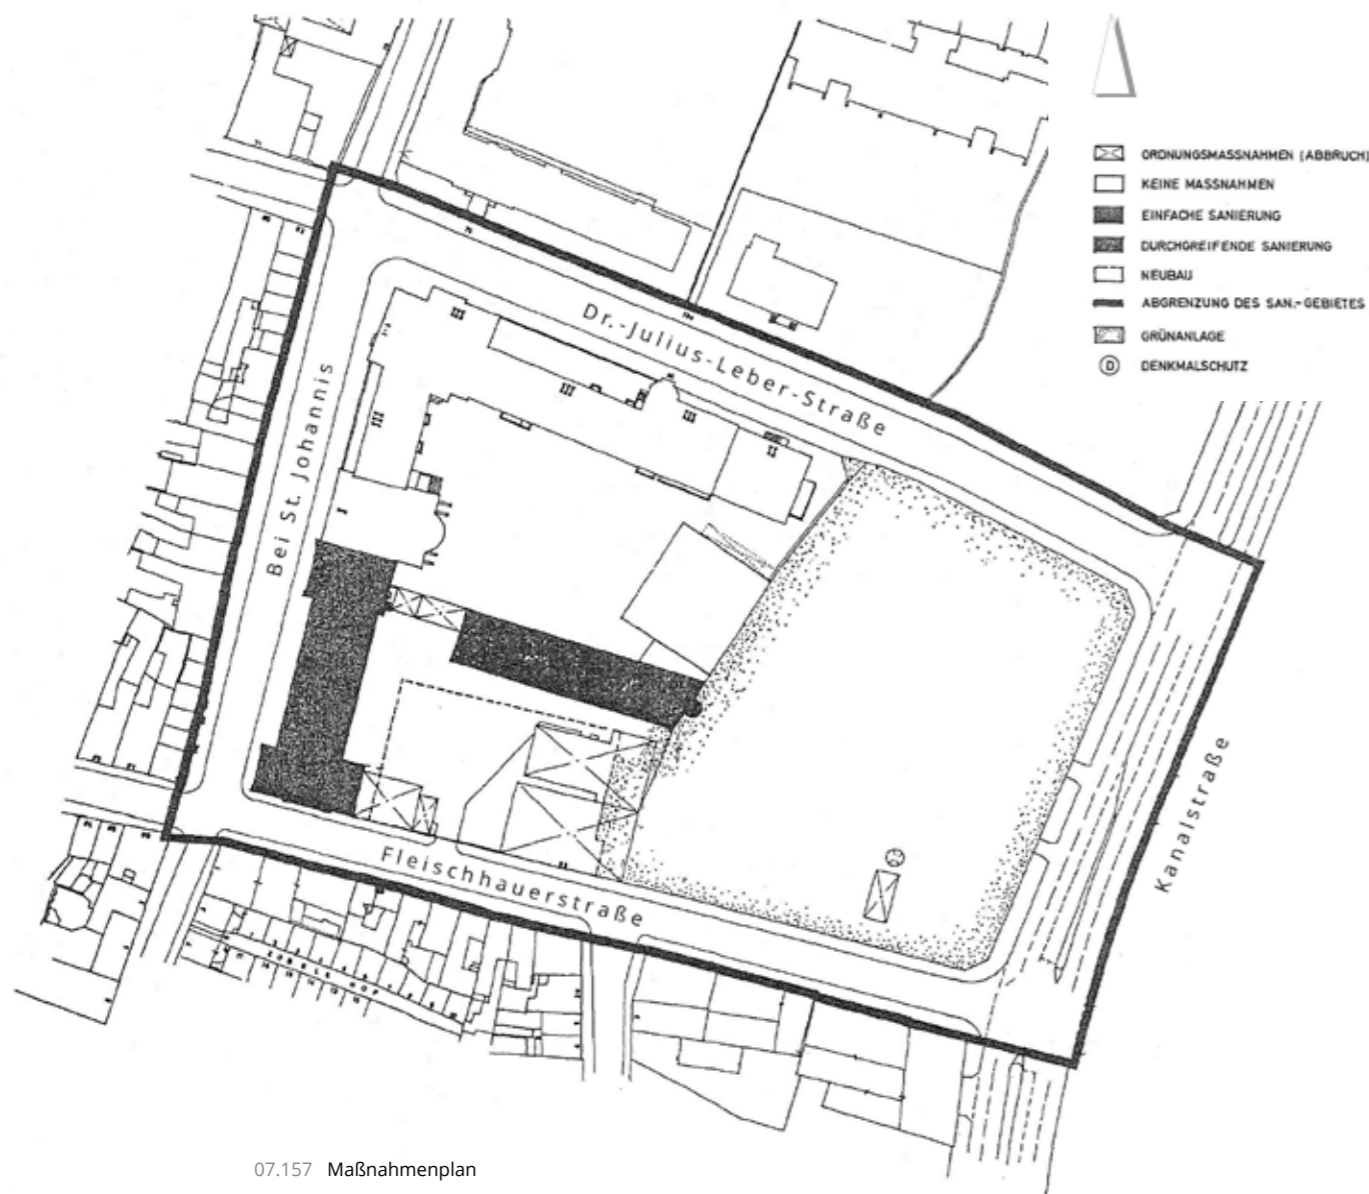 ORDNUNGSMASSNAHMEN (ABBRUCH)
KEINE MASSNAHMEN
EINFACHE SANIERUNG
DURCHGREIFENDE SANIERUNG
NEUBAU
ABGRENZUNG DES SAN.-GEBIETES
GRÜNANLAGE
D DENKMALSCHUTZ
Dr.-Julius-Leber-Straße
Bei St. Johannis
Kanalstraße
Fleischhauerstraße
07.157 Maßnahmenplan